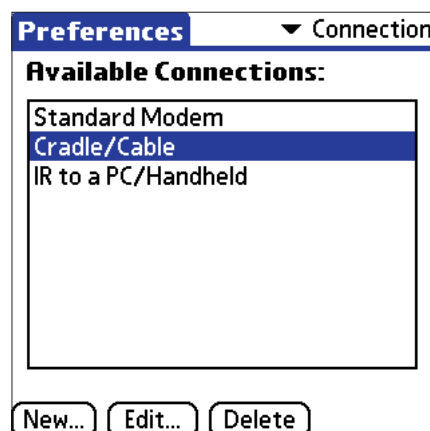 Preferences
Connection
Available Connections:
Standard Modem
Cradle/Cable
IR to a PC/Handheld
New... Edit... Delete